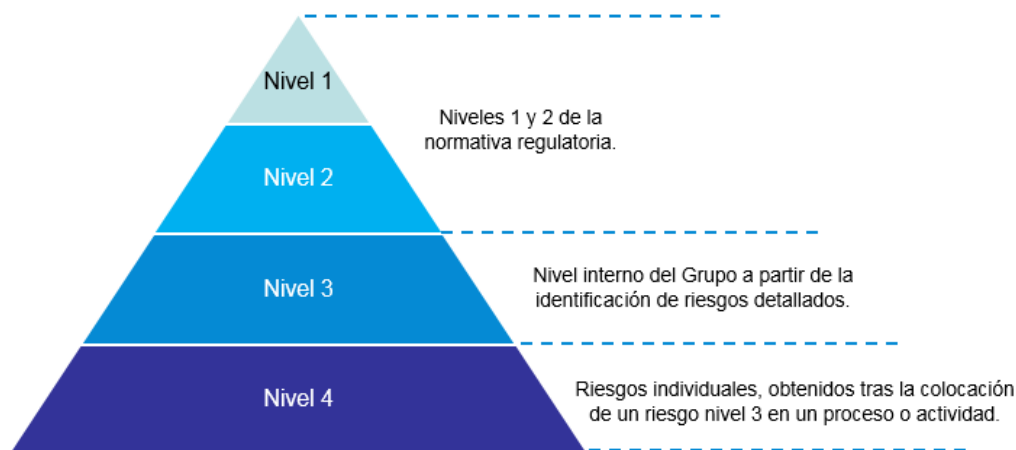 Nivel 1
Niveles 1 y 2 de la
normativa regulatoria.
Nivel 2
Nivel interno del Grupo a partir de la
identificación de riesgos detallados.
Nivel 3
Riesgos individuales, obtenidos tras la colocación
de un riesgo nivel 3 en un proceso o actividad.
Nivel 4